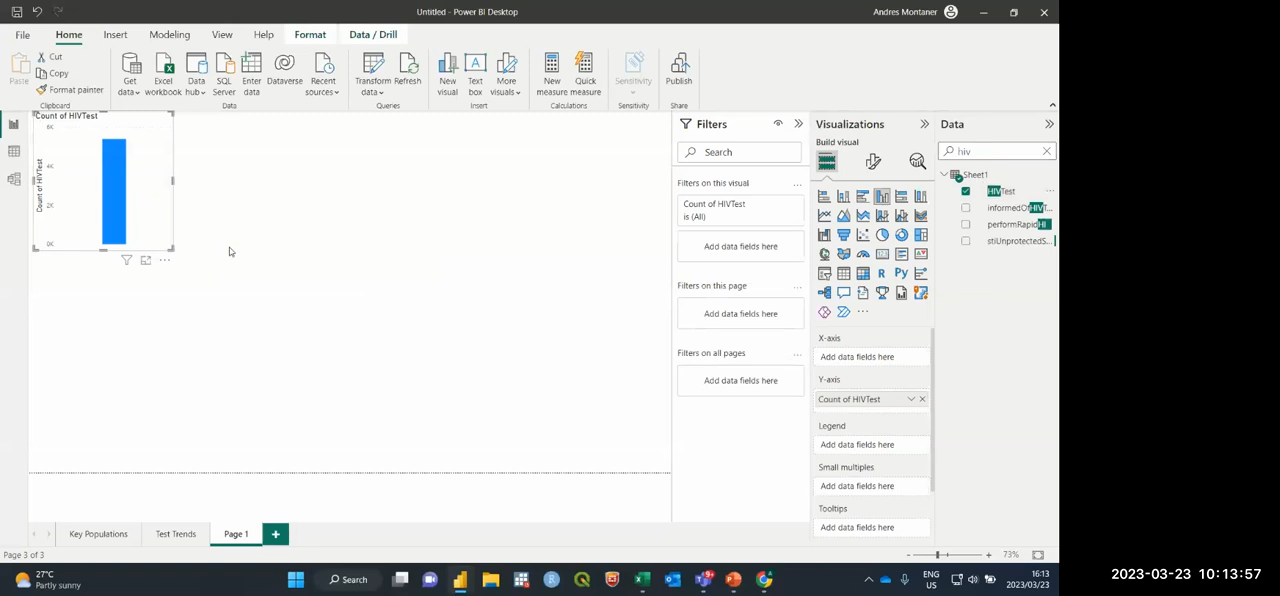 Untitled - Power BI Desktop
Andres Montaner
File Home Insert Modeling View Help Format Data / Drill
Paste
Cut
Copy
Format painter
Clipboard
Get data
Excel workbook
Data hub
SQL Server
Enter data
Dataverse
Recent sources
Data
Transform data
Refresh
Queries
New visual
Text box
More visuals
Insert
New measure
Quick measure
Calculations
Sensitivity
Sensitivity
Publish
Share
Count of HIVTest
6K
4K
2K
0K
Count of HIVTest
Filters
Search
Filters on this visual
Count of HIVTest
is (All)
Add data fields here
Filters on this page
Add data fields here
Filters on all pages
Add data fields here
Visualizations
Build visual
R Py
X-axis
Add data fields here
Y-axis
Count of HIVTest
Legend
Add data fields here
Small multiples
Add data fields here
Tooltips
Add data fields here
Data
hiv
Sheet1
HIVTest
informedOfHIVT...
performRapidHI
stiUnprotectedS...
Key Populations Test Trends Page 1
Page 3 of 3
73%
27°C
Partly sunny
Search
ENG
US
16:13
2023/03/23
2023-03-23 10:13:57